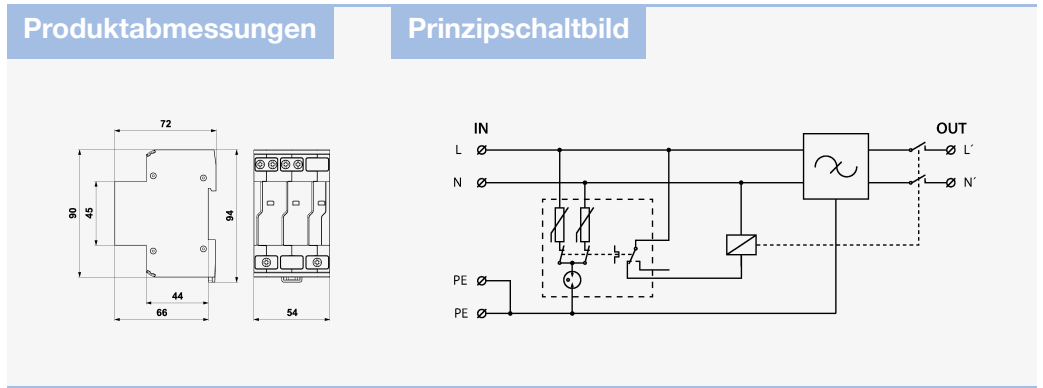 Produktabmessungen
Prinzipschaltbild
72
90
45
94
44
66
54
IN
OUT
L
L´
N
N´
PE
PE